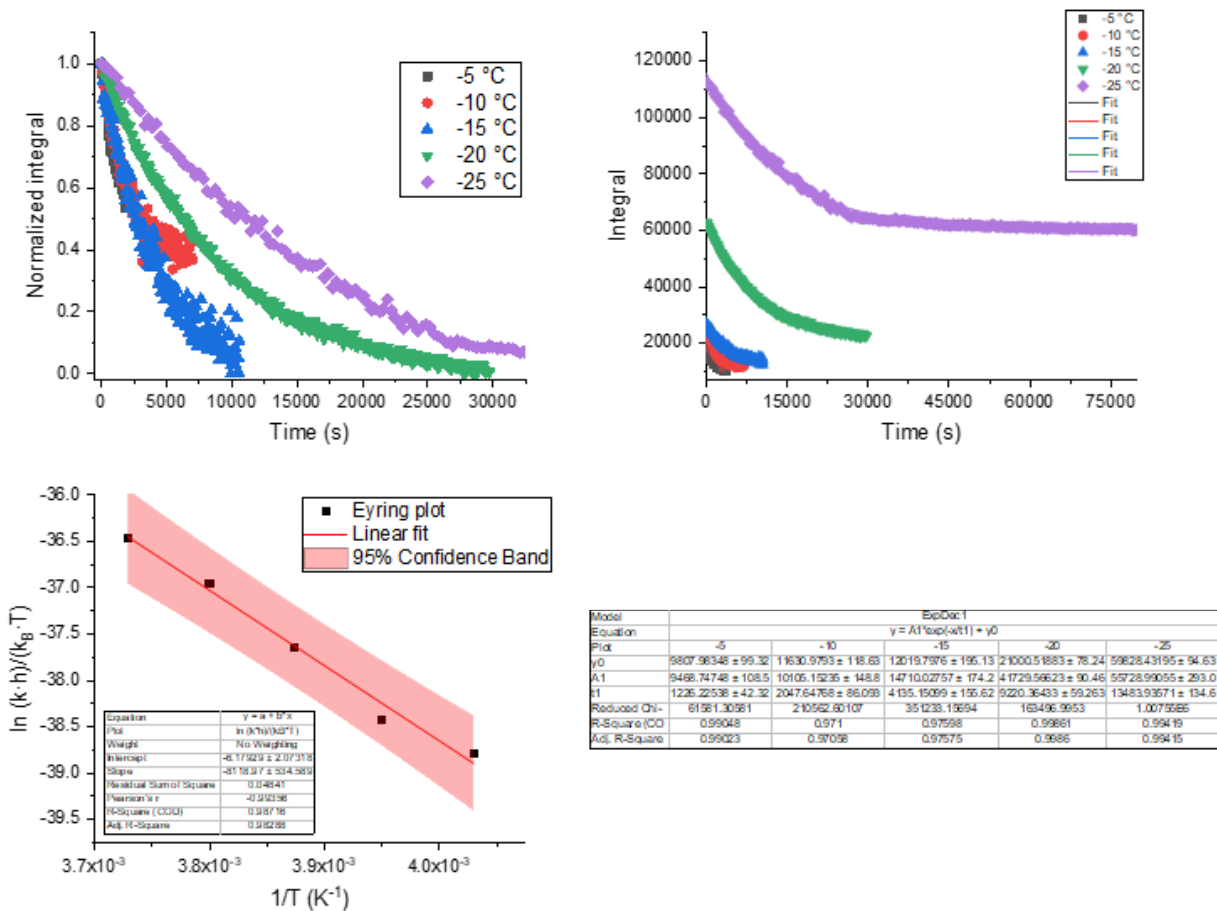 1.0
0.8
0.6
0.4
0.2
0.0
Normalized integral
0 5000 10000 15000 20000 25000 30000
Time (s)
-5 °C
-10 °C
-15 °C
-20 °C
-25 °C
120000
100000
80000
60000
40000
20000
Integral
0 15000 30000 45000 60000 75000
Time (s)
-5 °C
-10 °C
-15 °C
-20 °C
-25 °C
Fit
Fit
Fit
Fit
Fit
-36.0
-36.5
-37.0
-37.5
-38.0
-38.5
-39.0
-39.5
ln (k·h)/(k_B·T)
3.7x10⁻³ 3.8x10⁻³ 3.9x10⁻³ 4.0x10⁻³
1/T (K⁻¹)
Eyring plot
Linear fit
95% Confidence Band
Equation y = a + b*x
Plot ln (k*h)/(kB*T)
Weight No Weighting
Intercept -6.17929 ± 2.07318
Slope -8118.97 ± 534.589
Residual Sum of Square 0.04841
Pearson's r -0.99356
R-Square (COD) 0.98716
Adj. R-Square 0.98288
Model ExpDec1
Equation y = A1*exp(-x/t1) + y0
Plot -5 -10 -15 -20 -25
y0 9807.98348 ± 99.32 11630.9793 ± 118.63 12019.7976 ± 195.13 21000.51883 ± 78.24 59828.43195 ± 94.63
A1 9468.74748 ± 108.5 10105.15235 ± 148.8 14710.02757 ± 174.2 41729.56623 ± 90.46 55728.99055 ± 293.0
t1 1226.22538 ± 42.32 2047.64768 ± 86.093 4135.15099 ± 155.62 9220.36433 ± 59.263 13483.93571 ± 134.6
Reduced Chi- 61581.30581 210562.60107 351233.15694 163496.9953 1.00755E6
R-Square (CO 0.99048 0.971 0.97598 0.99861 0.99419
Adj. R-Square 0.99023 0.97058 0.97575 0.9986 0.99415